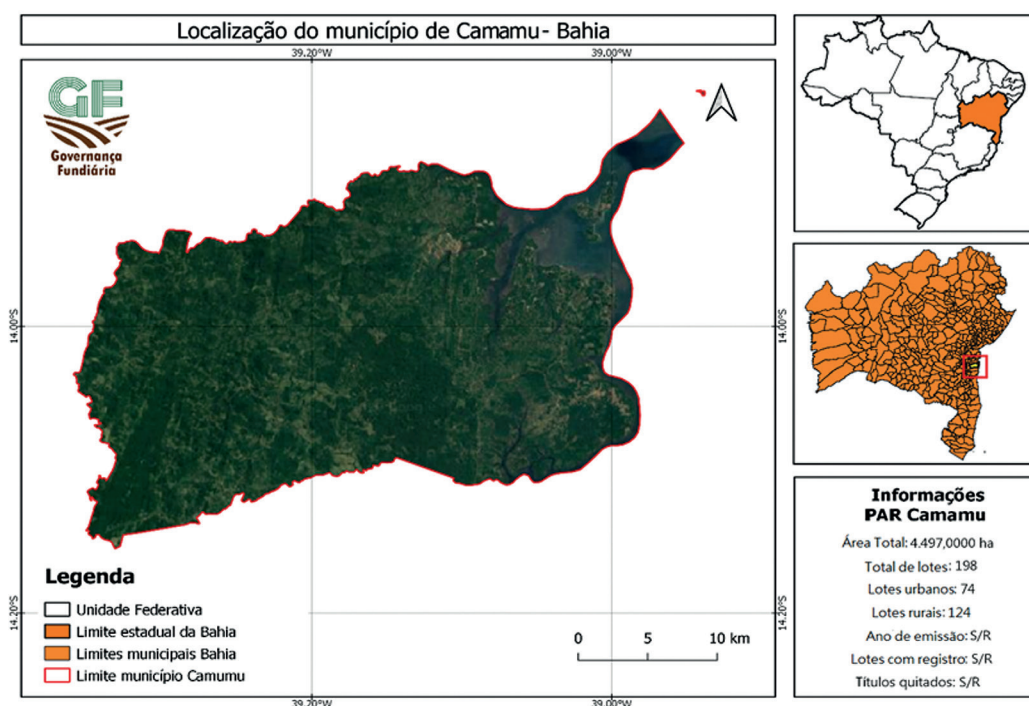 Localização do município de Camamu- Bahia
39.20°W
39.00°W
GF
Governança
Fundiária
14.00°S
14.00°S
14.20°S
14.20°S
Legenda
Unidade Federativa
Limite estadual da Bahia
Limites municipais Bahia
Limite município Camumu
0 5 10 km
39.20°W
39.00°W
Informações
PAR Camamu
Área Total: 4.497,0000 ha
Total de lotes: 198
Lotes urbanos: 74
Lotes rurais: 124
Ano de emissão: S/R
Lotes com registro: S/R
Títulos quitados: S/R